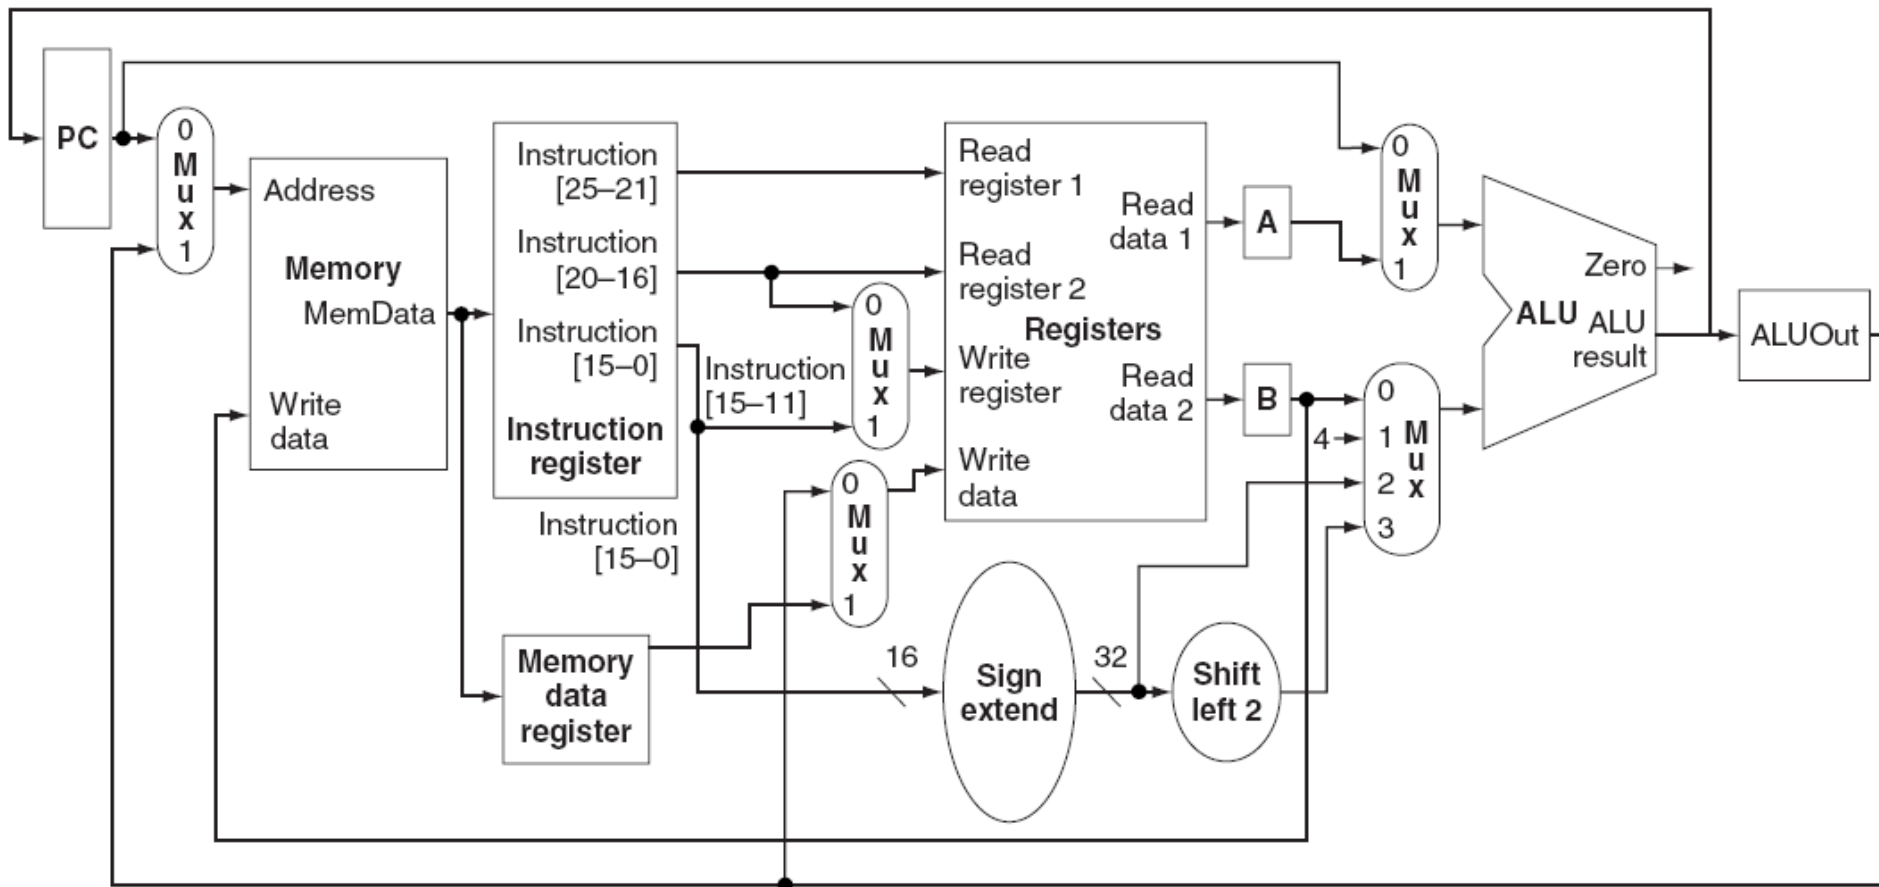 PC
0
M
u
x
1
Address
Memory
MemData
Write
data
Instruction
[25–21]
Instruction
[20–16]
Instruction
[15–0]
Instruction
register
Instruction
[15–0]
Memory
data
register
Instruction
[15–11]
0
M
u
x
1
0
M
u
x
1
Read
register 1
Read
register 2
Registers
Write
register
Write
data
Read
data 1
Read
data 2
16
Sign
extend
32
Shift
left 2
A
B
4
0
M
u
x
1
0
1
2
3
M
u
x
Zero
ALU
ALU
result
ALUOut